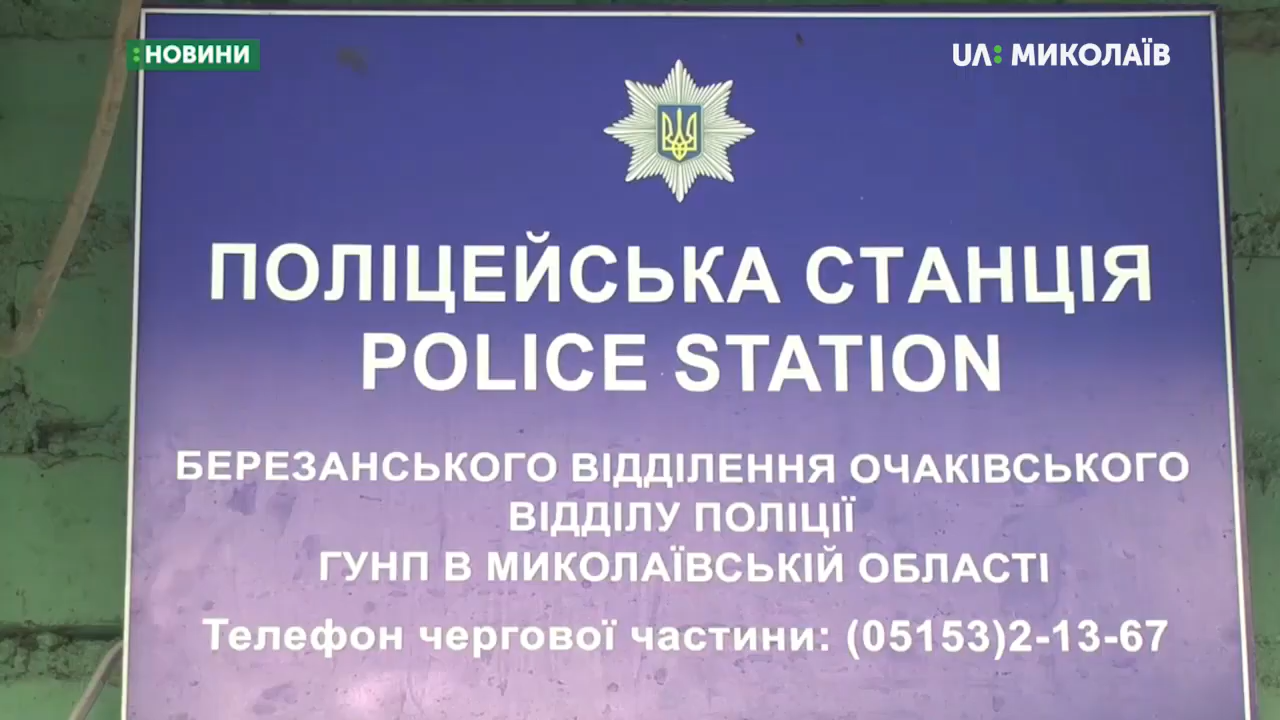 :НОВИНИ
UA: МИКОЛАЇВ
ПОЛІЦЕЙСЬКА СТАНЦІЯ
POLICE STATION
БЕРЕЗАНСЬКОГО ВІДДІЛЕННЯ ОЧАКІВСЬКОГО
ВІДДІЛУ ПОЛІЦІЇ
ГУНП В МИКОЛАЇВСЬКІЙ ОБЛАСТІ
Телефон чергової частини: (05153)2-13-67